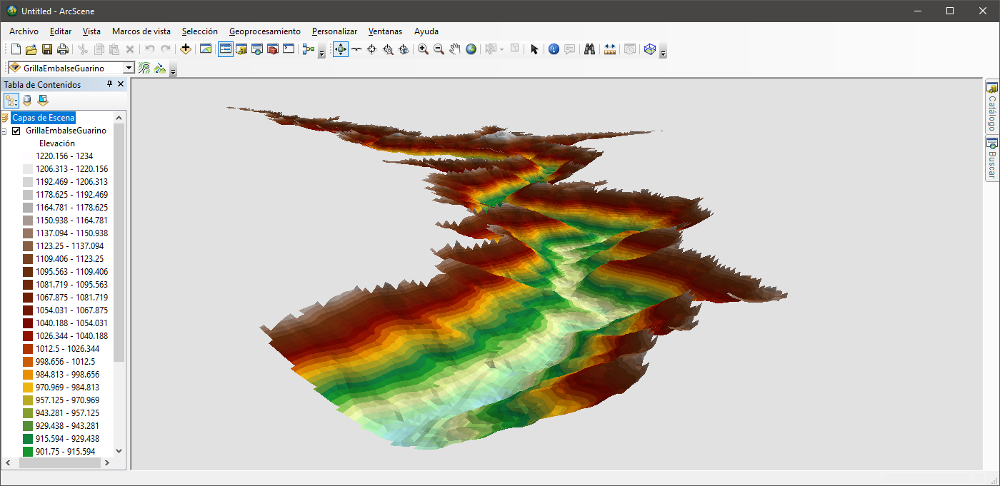 Untitled - ArcScene
Archivo Editar Vista Marcos de vista Selección Geoprocesamiento Personalizar Ventanas Ayuda
GrillaEmbalseGuarino
Tabla de Contenidos
Capas de Escena
GrillaEmbalseGuarino
Elevación
1220.156 - 1234
1206.313 - 1220.156
1192.469 - 1206.313
1178.625 - 1192.469
1164.781 - 1178.625
1150.938 - 1164.781
1137.094 - 1150.938
1123.25 - 1137.094
1109.406 - 1123.25
1095.563 - 1109.406
1081.719 - 1095.563
1067.875 - 1081.719
1054.031 - 1067.875
1040.188 - 1054.031
1026.344 - 1040.188
1012.5 - 1026.344
998.656 - 1012.5
984.813 - 998.656
970.969 - 984.813
957.125 - 970.969
943.281 - 957.125
929.438 - 943.281
915.594 - 929.438
901.75 - 915.594
Catálogo
Buscar